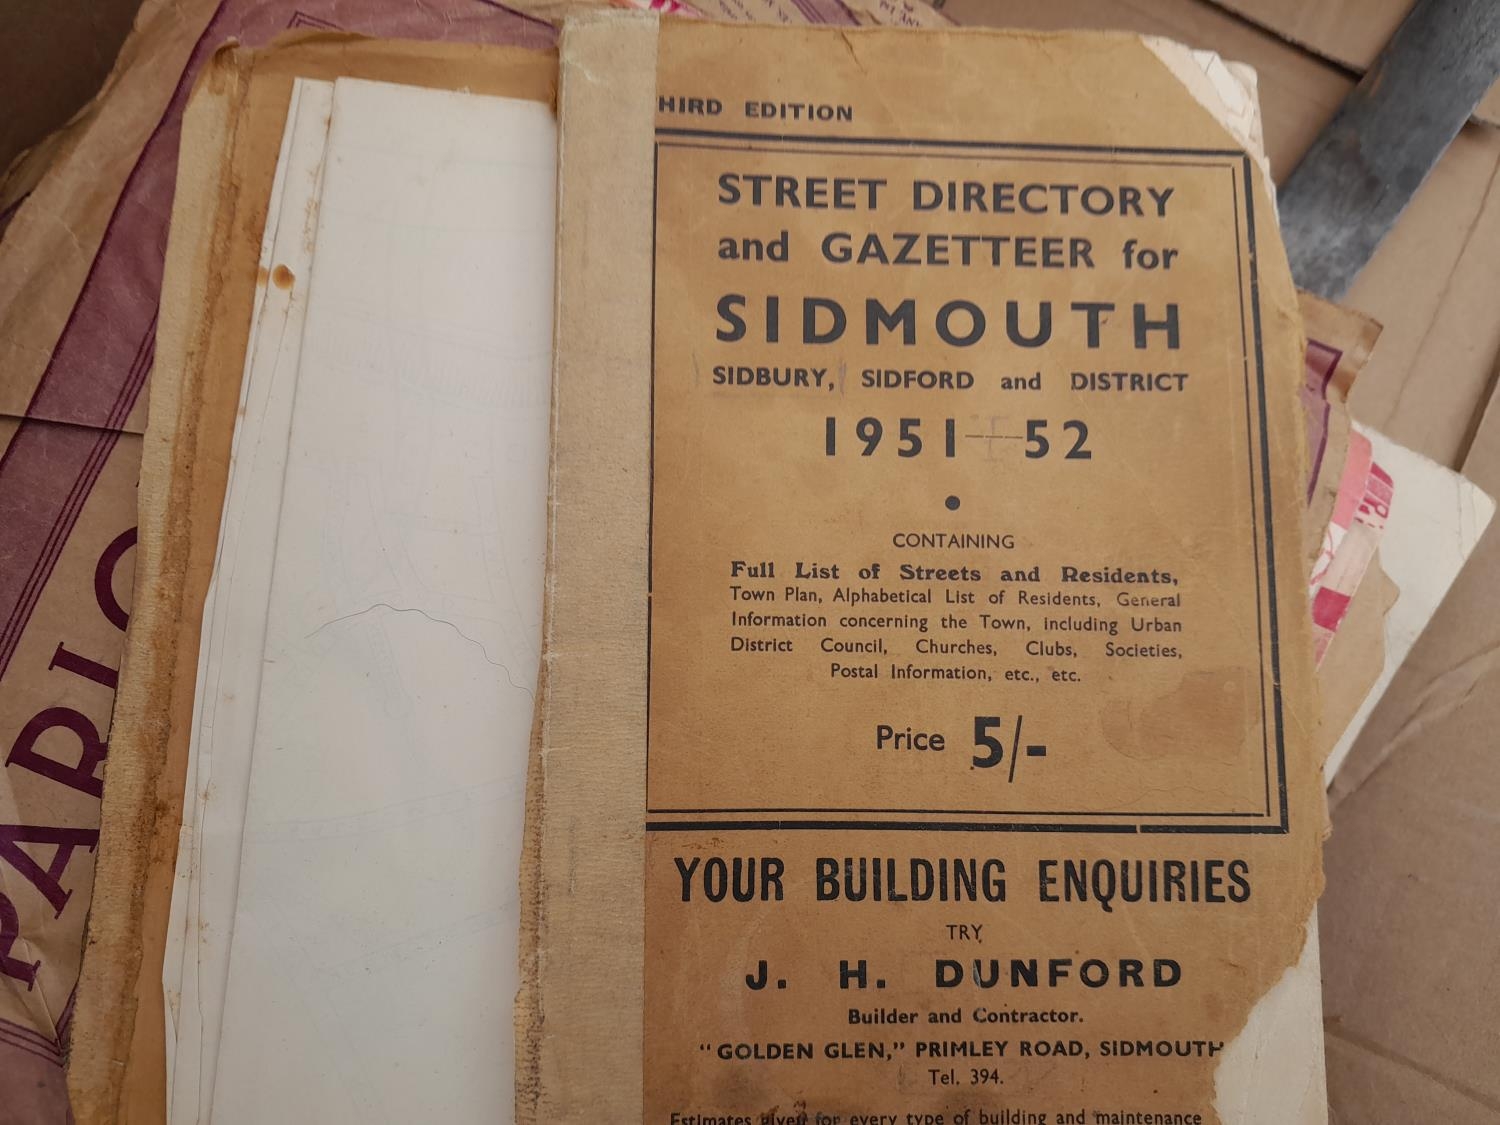 HIRD EDITION
STREET DIRECTORY
and GAZETTEER for
SIDMOUTH
SIDBURY, SIDFORD and DISTRICT
1951-52
CONTAINING
Full List of Streets and Residents,
Town Plan, Alphabetical List of Residents, General
Information concerning the Town, including Urban
District Council, Churches, Clubs, Societies,
Postal Information, etc., etc.
Price 5/-
YOUR BUILDING ENQUIRIES
TRY
J. H. DUNFORD
Builder and Contractor.
"GOLDEN GLEN," PRIMLEY ROAD, SIDMOUTH
Tel. 394.
Estimates given for every type of building and maintenance
PARIC